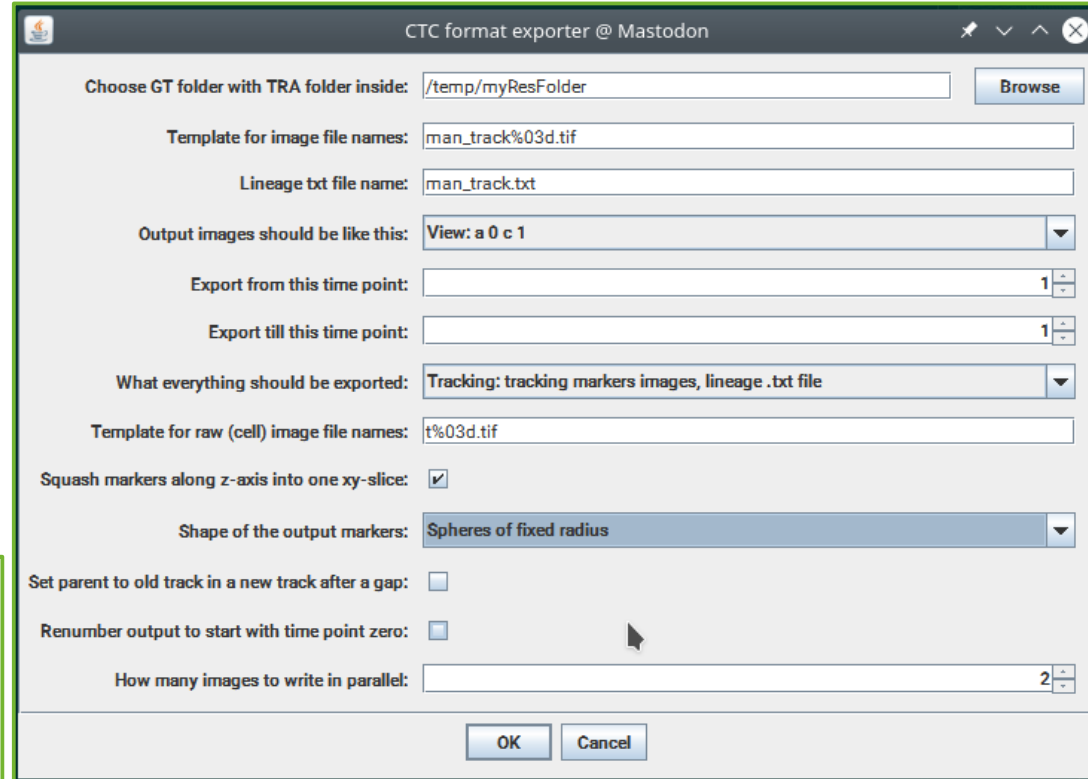 CTC format exporter @ Mastodon
Choose GT folder with TRA folder inside: /temp/myResFolder Browse
Template for image file names: man_track%03d.tif
Lineage txt file name: man_track.txt
Output images should be like this: View: a 0 c 1
Export from this time point: 1
Export till this time point: 1
What everything should be exported: Tracking: tracking markers images, lineage .txt file
Template for raw (cell) image file names: t%03d.tif
Squash markers along z-axis into one xy-slice:
Shape of the output markers: Spheres of fixed radius
Set parent to old track in a new track after a gap:
Renumber output to start with time point zero:
How many images to write in parallel: 2
OK Cancel